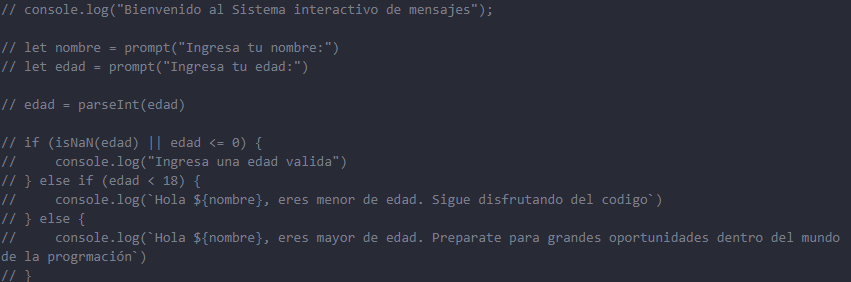 // console.log("Bienvenido al Sistema interactivo de mensajes");
// let nombre = prompt("Ingresa tu nombre:")
// let edad = prompt("Ingresa tu edad:")
// edad = parseInt(edad)
// if (isNaN(edad) || edad <= 0) {
//     console.log("Ingresa una edad valida")
// } else if (edad < 18) {
//     console.log(`Hola ${nombre}, eres menor de edad. Sigue disfrutando del codigo`)
// } else {
//     console.log(`Hola ${nombre}, eres mayor de edad. Preparate para grandes oportunidades dentro del mundo
de la progrmación`)
// }